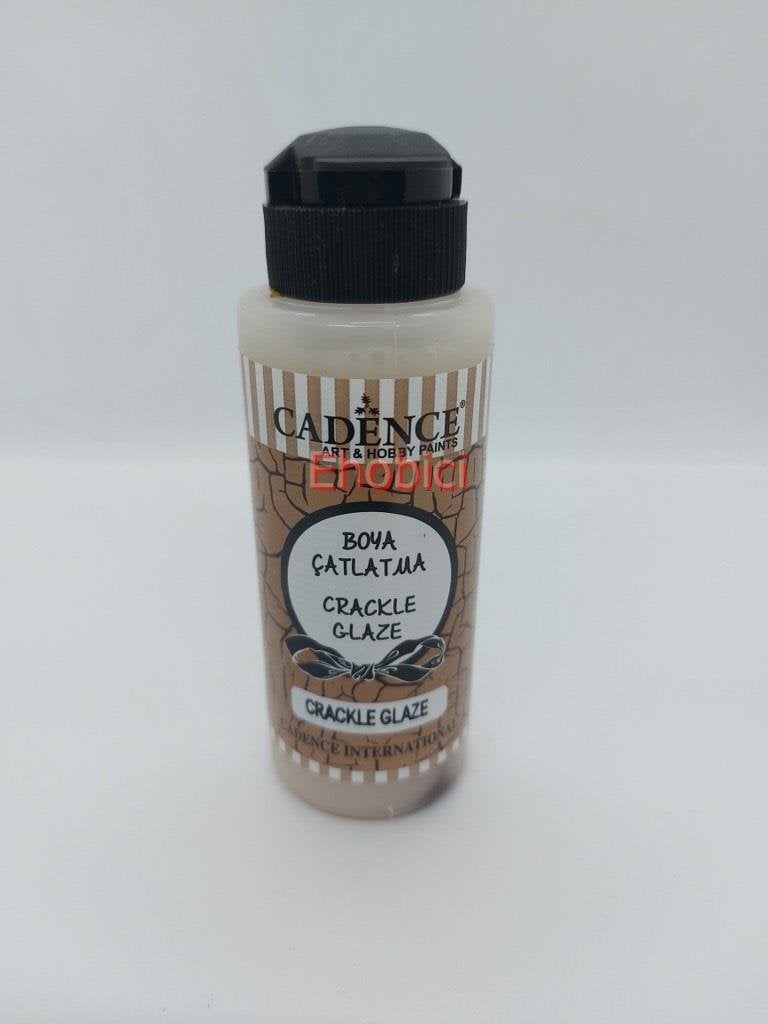 CADENCE®
ART & HOBBY PAINTS
Ehobici
BOYA
ÇATLATMA
CRACKLE
GLAZE
CRACKLE GLAZE
CADENCE INTERNATIONAL